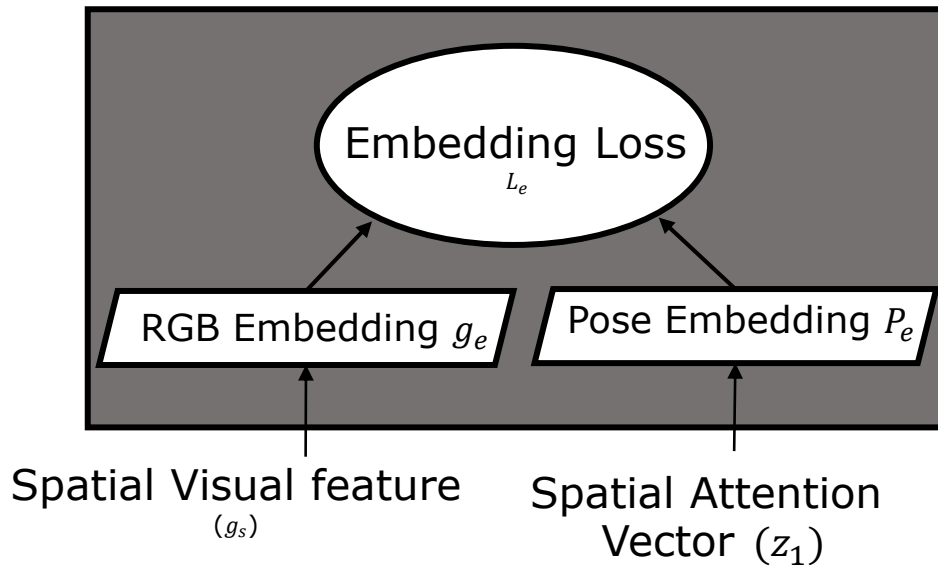 Embedding Loss
L_e
RGB Embedding g_e
Pose Embedding P_e
Spatial Visual feature
(g_s)
Spatial Attention
Vector (z_1)